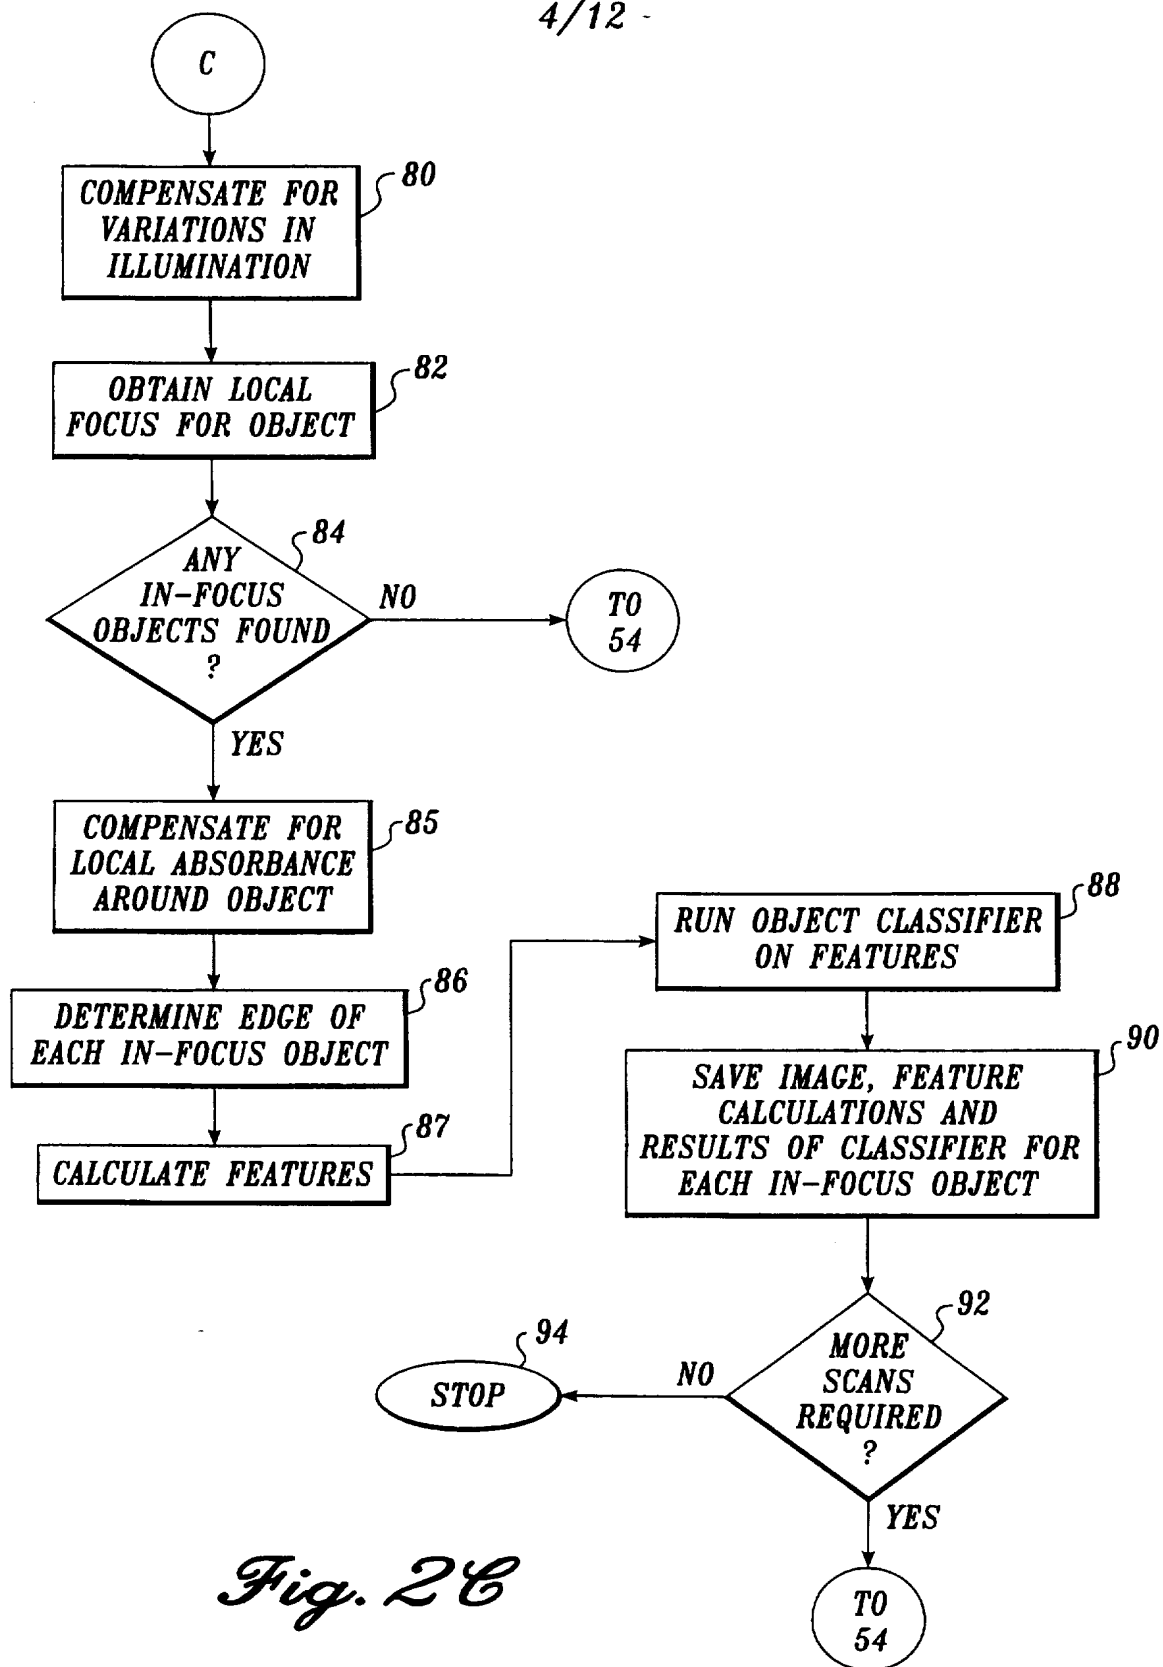 4/12
C
80
COMPENSATE FOR
VARIATIONS IN
ILLUMINATION
82
OBTAIN LOCAL
FOCUS FOR OBJECT
84
ANY
IN-FOCUS
OBJECTS FOUND
?
NO
TO
54
YES
85
COMPENSATE FOR
LOCAL ABSORBANCE
AROUND OBJECT
86
DETERMINE EDGE OF
EACH IN-FOCUS OBJECT
87
CALCULATE FEATURES
88
RUN OBJECT CLASSIFIER
ON FEATURES
90
SAVE IMAGE, FEATURE
CALCULATIONS AND
RESULTS OF CLASSIFIER FOR
EACH IN-FOCUS OBJECT
92
MORE
SCANS
REQUIRED
?
NO
94
STOP
YES
TO
54
Fig. 2C